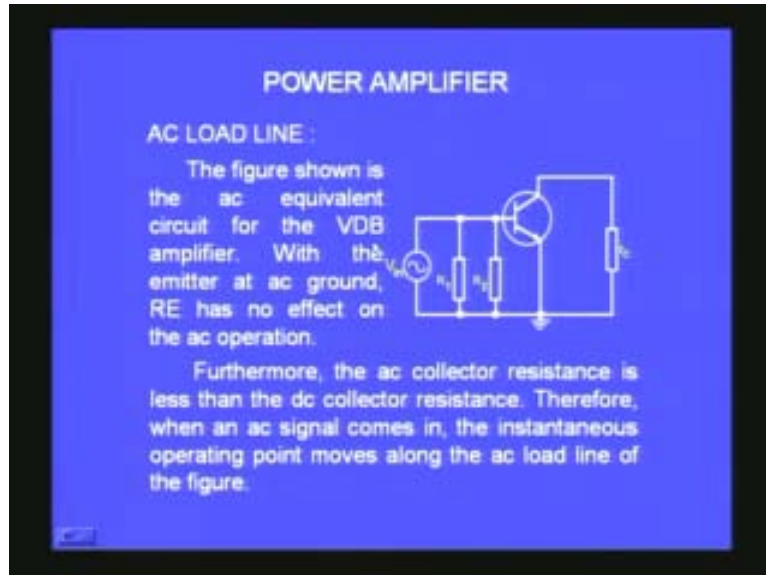 POWER AMPLIFIER
AC LOAD LINE :
The figure shown is
the ac equivalent
circuit for the VDB
amplifier. With the
emitter at ac ground,
RE has no effect on
the ac operation.
Vin
R1
R2
Furthermore, the ac collector resistance is
less than the dc collector resistance. Therefore,
when an ac signal comes in, the instantaneous
operating point moves along the ac load line of
the figure.